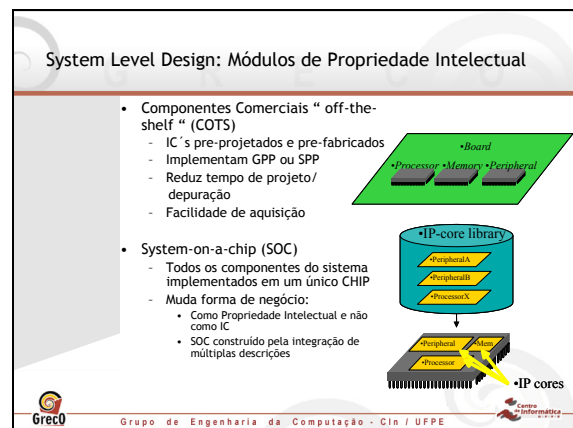 System Level Design: Módulos de Propriedade Intelectual
• Componentes Comerciais “ off-the-
shelf “ (COTS)
- IC´s pre-projetados e pre-fabricados
- Implementam GPP ou SPP
- Reduz tempo de projeto/
depuração
- Facilidade de aquisição
• System-on-a-chip (SOC)
- Todos os componentes do sistema
implementados em um único CHIP
- Muda forma de negócio:
• Como Propriedade Intelectual e não
como IC
• SOC construído pela integração de
múltiplas descrições
•Board
•Processor •Memory •Peripheral
•IP-core library
•PeripheralA
•PeripheralB
•ProcessorX
•Peripheral •Mem
•Processor
•IP cores
GrecO
Grupo de Engenharia da Computação - CIn / UFPE
Centro
de Informática
UFPE